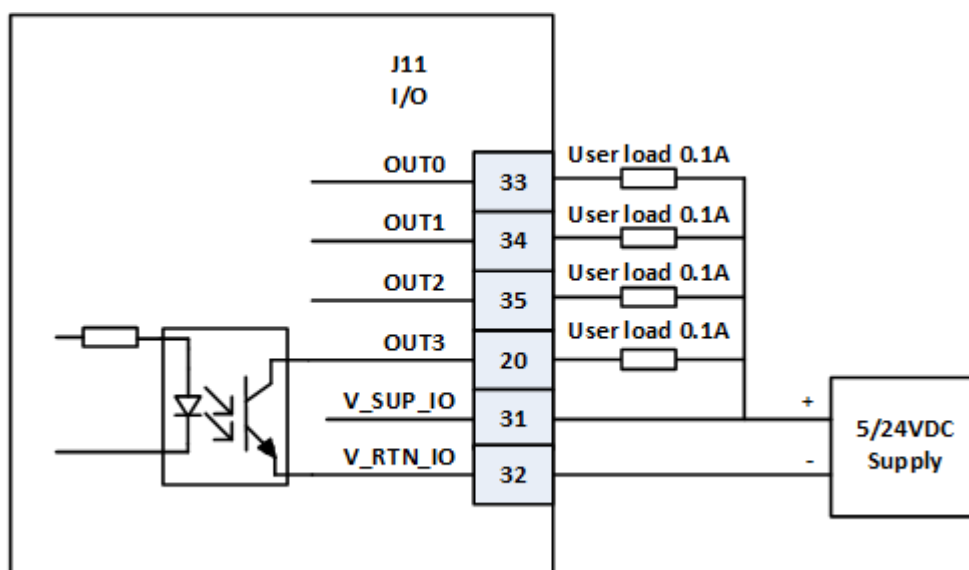 J11
I/O
OUT0
33
User load 0.1A
OUT1
34
User load 0.1A
OUT2
35
User load 0.1A
OUT3
20
User load 0.1A
V_SUP_IO
31
+
V_RTN_IO
32
-
5/24VDC
Supply